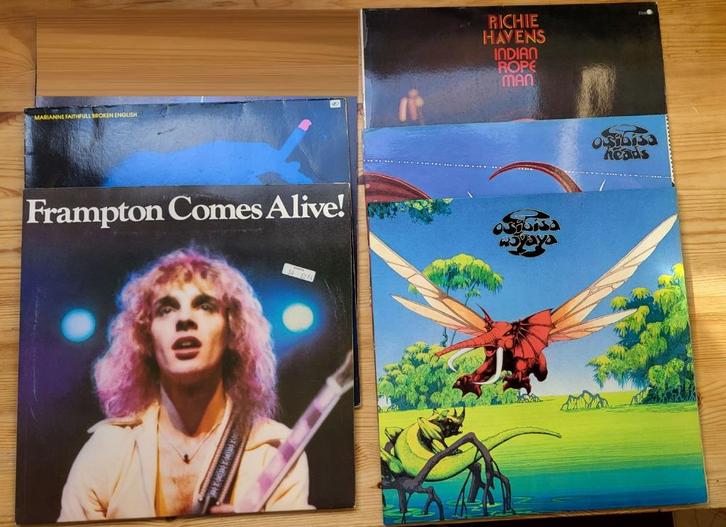 MARIANNE FAITHFULL BROKEN ENGLISH
Frampton Comes Alive!
RICHIE
HAVENS
INDIAN
ROPE
MAN
OSIBISA
heads
OSIBISA
woyaya